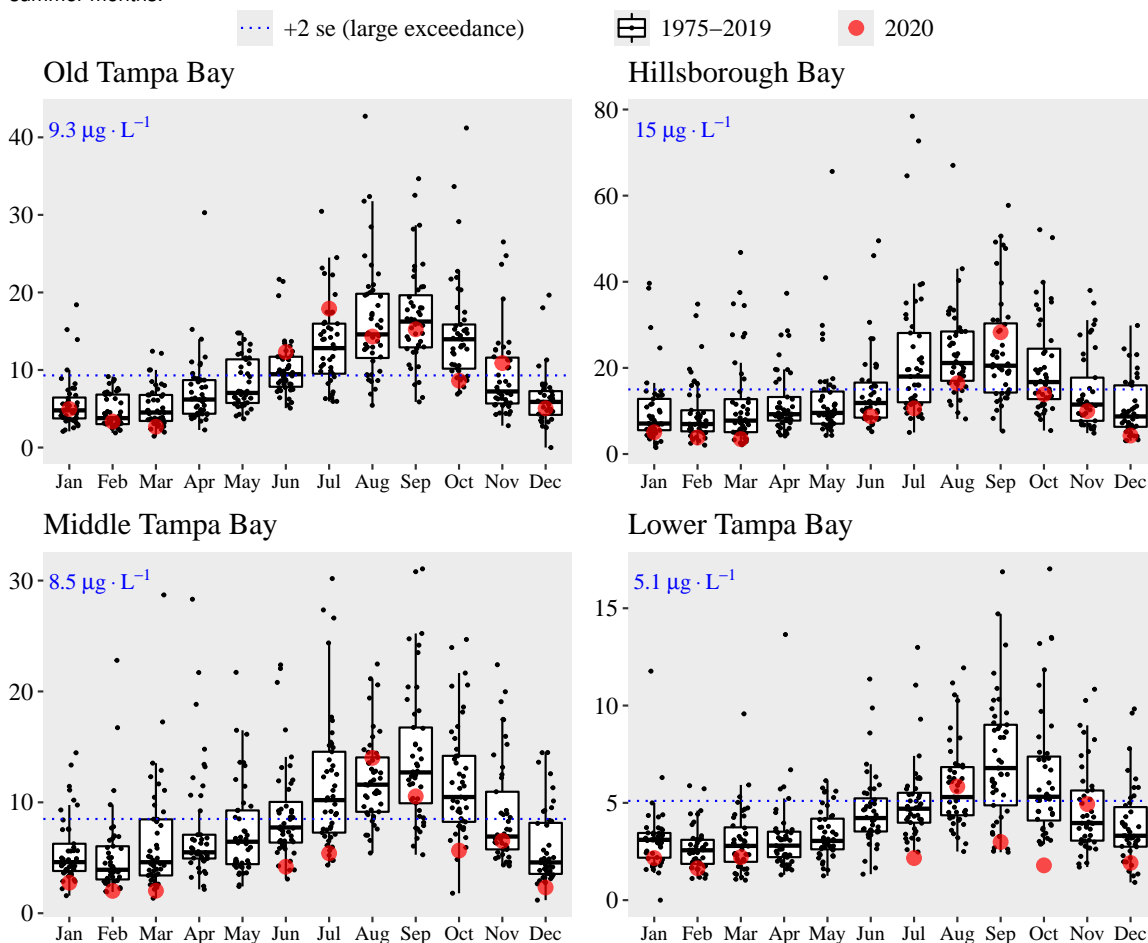 summer months.
+2 se (large exceedance) 1975–2019 2020
Old Tampa Bay
9.3 μg · L⁻¹
40
30
20
10
0
Jan Feb Mar Apr May Jun Jul Aug Sep Oct Nov Dec
Hillsborough Bay
15 μg · L⁻¹
80
60
40
20
0
Jan Feb Mar Apr May Jun Jul Aug Sep Oct Nov Dec
Middle Tampa Bay
8.5 μg · L⁻¹
30
20
10
0
Jan Feb Mar Apr May Jun Jul Aug Sep Oct Nov Dec
Lower Tampa Bay
5.1 μg · L⁻¹
15
10
5
0
Jan Feb Mar Apr May Jun Jul Aug Sep Oct Nov Dec